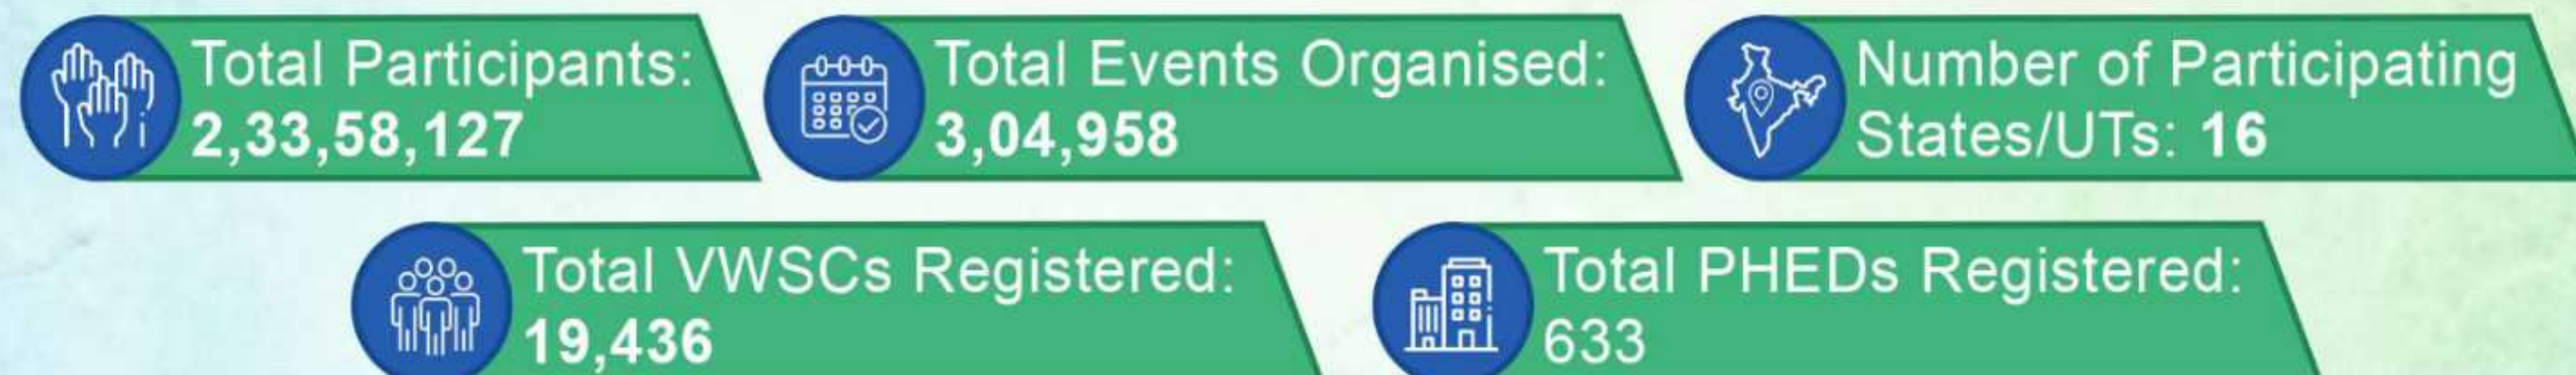 Total Participants:
2,33,58,127
Total Events Organised:
3,04,958
Number of Participating
States/UTs: 16
Total VWSCs Registered:
19,436
Total PHEDs Registered:
633